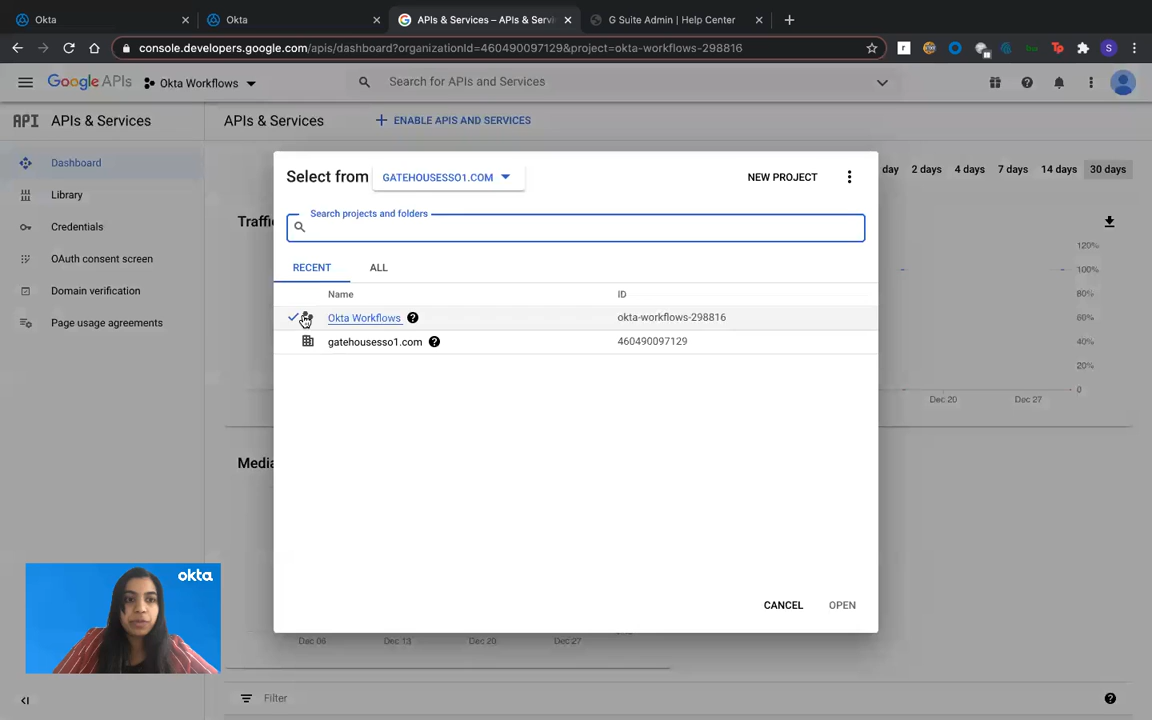 Okta
Okta
APIs & Services – APIs & Servi
G Suite Admin | Help Center
console.developers.google.com/apis/dashboard?organizationId=460490097129&project=okta-workflows-298816
Google APIs
Okta Workflows
Search for APIs and Services
API APIs & Services
APIs & Services
ENABLE APIS AND SERVICES
Dashboard
Library
Credentials
OAuth consent screen
Domain verification
Page usage agreements
day
2 days
4 days
7 days
14 days
30 days
Traffi
Select from
GATEHOUSESSO1.COM
NEW PROJECT
Search projects and folders
RECENT
ALL
Name
ID
Okta Workflows
okta-workflows-298816
gatehousesso1.com
460490097129
CANCEL
OPEN
120%
100%
80%
60%
40%
20%
0
Dec 20
Dec 27
Media
Dec 06
Dec 13
Dec 20
Dec 27
Filter
okta